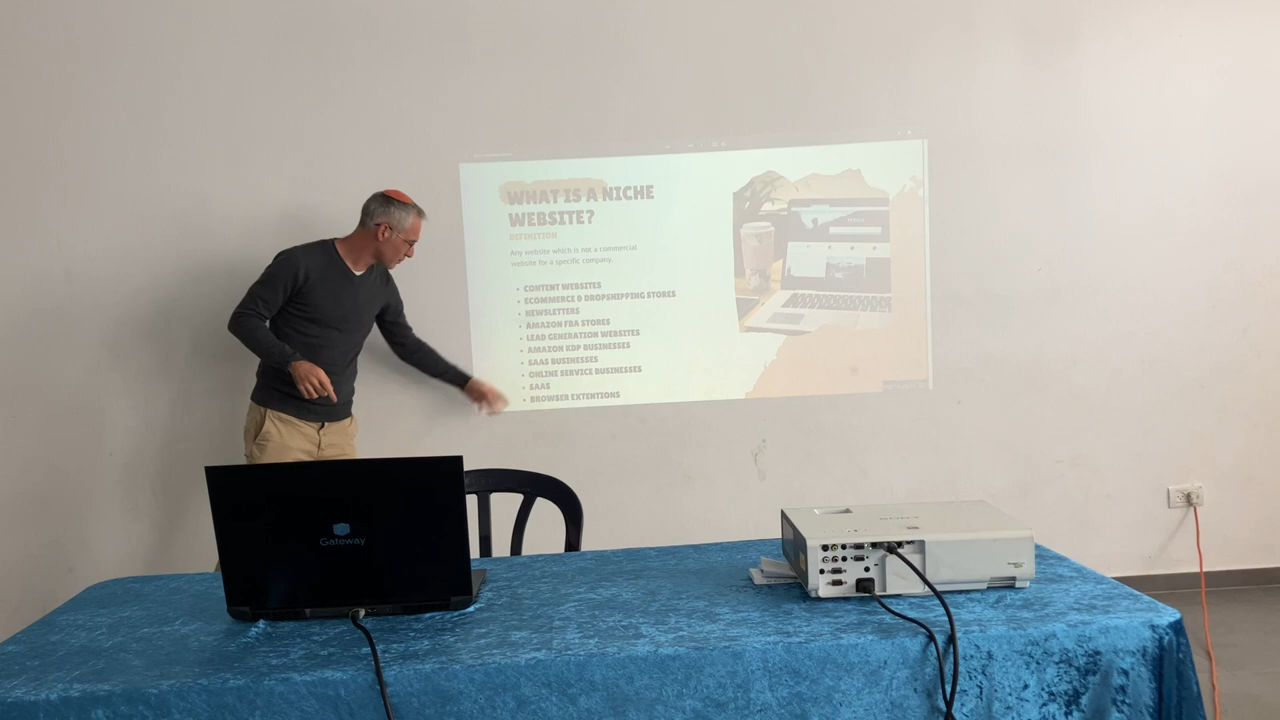 WHAT IS A NICHE
WEBSITE?
DEFINITION
Any website which is not a commercial
website for a specific company.
• CONTENT WEBSITES
• ECOMMERCE & DROPSHIPPING STORES
• NEWSLETTERS
• AMAZON FBA STORES
• LEAD GENERATION WEBSITES
• AMAZON KDP BUSINESSES
• SAAS BUSINESSES
• ONLINE SERVICE BUSINESSES
• SAAS
• BROWSER EXTENTIONS
Gateway